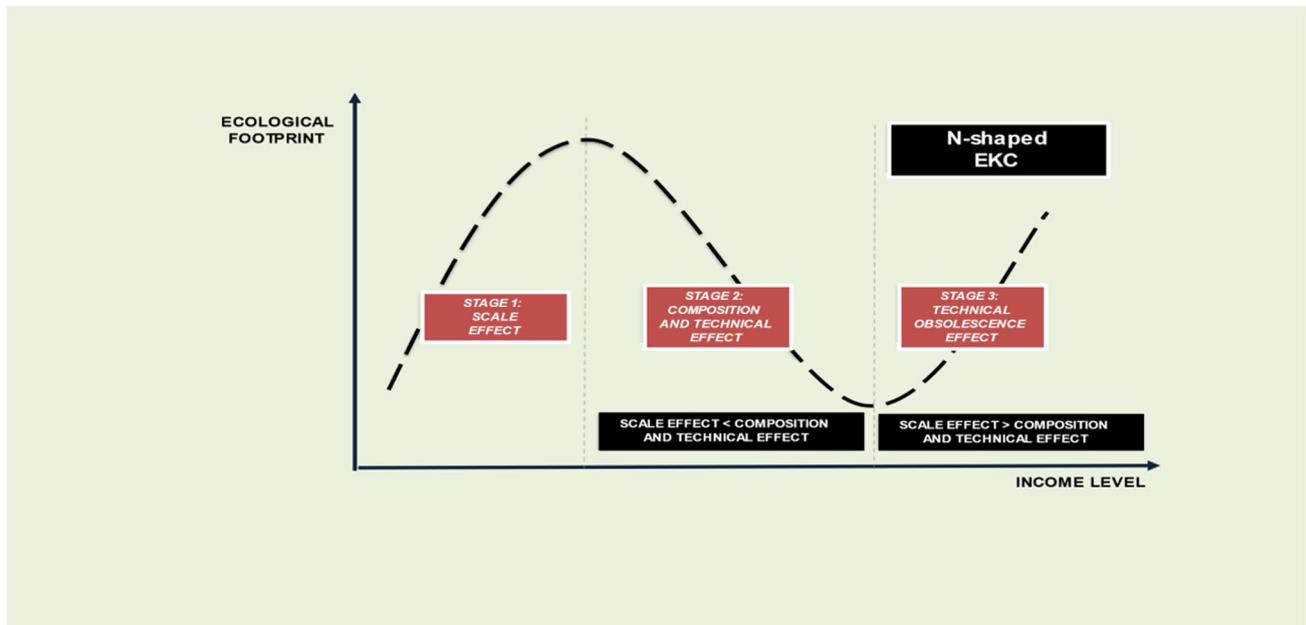 ECOLOGICAL
FOOTPRINT
N-shaped
EKC
STAGE 1:
SCALE
EFFECT
STAGE 2:
COMPOSITION
AND TECHNICAL
EFFECT
STAGE 3:
TECHNICAL
OBSOLESCENCE
EFFECT
SCALE EFFECT < COMPOSITION
AND TECHNICAL EFFECT
SCALE EFFECT > COMPOSITION
AND TECHNICAL EFFECT
INCOME LEVEL